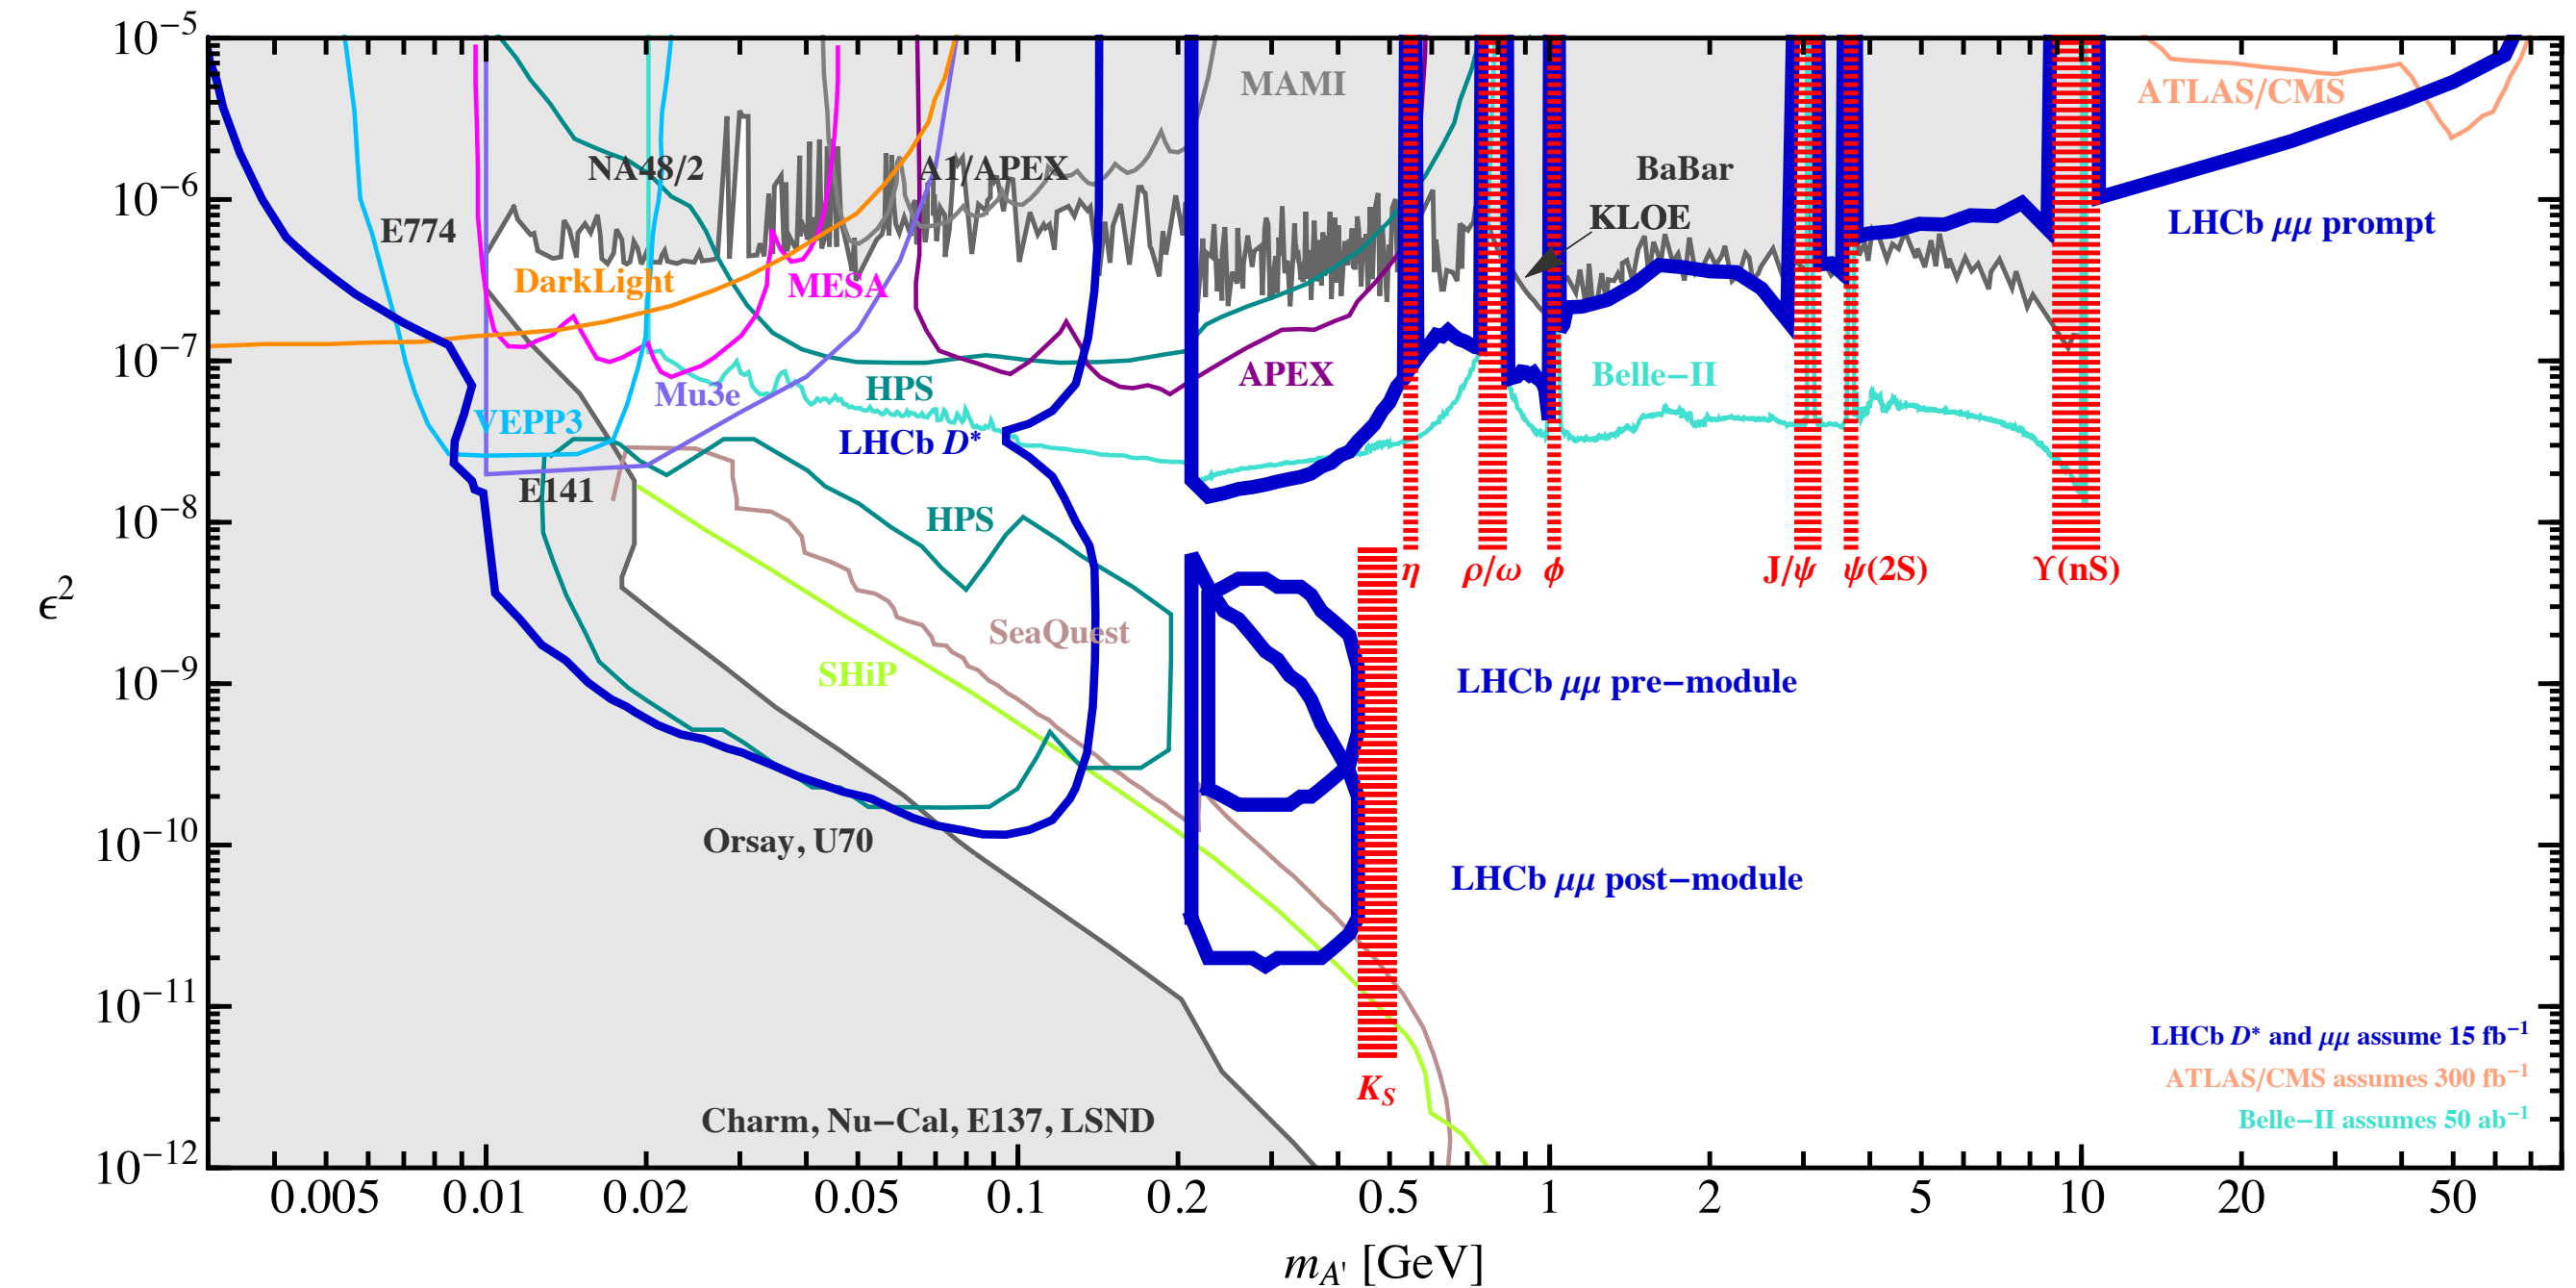 10⁻⁵
10⁻⁶
10⁻⁷
10⁻⁸
10⁻⁹
10⁻¹⁰
10⁻¹¹
10⁻¹²
ϵ²
MAMI
ATLAS/CMS
NA48/2
A1/APEX
BaBar
KLOE
E774
LHCb μμ prompt
DarkLight
MESA
Mu3e
HPS
APEX
Belle−II
VEPP3
LHCb D*
E141
HPS
η
ρ/ω
ϕ
J/ψ
ψ(2S)
Υ(nS)
SeaQuest
SHiP
LHCb μμ pre−module
Orsay, U70
LHCb μμ post−module
LHCb D* and μμ assume 15 fb⁻¹
ATLAS/CMS assumes 300 fb⁻¹
Belle−II assumes 50 ab⁻¹
K_S
Charm, Nu−Cal, E137, LSND
0.005 0.01 0.02 0.05 0.1 0.2 0.5 1 2 5 10 20 50
m_A' [GeV]